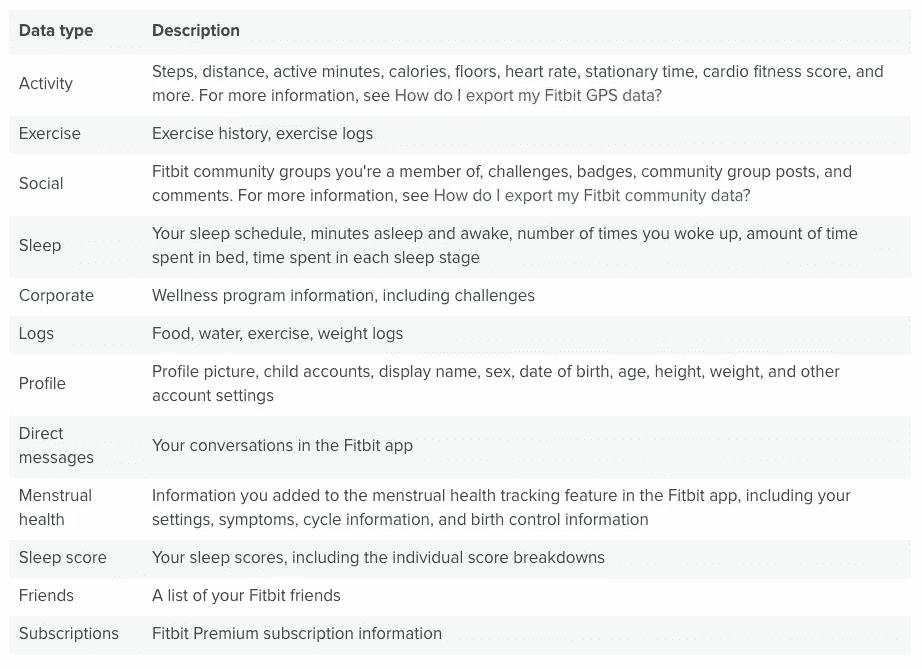 Data type Description
Activity Steps, distance, active minutes, calories, floors, heart rate, stationary time, cardio fitness score, and
more. For more information, see How do I export my Fitbit GPS data?
Exercise Exercise history, exercise logs
Social Fitbit community groups you're a member of, challenges, badges, community group posts, and
comments. For more information, see How do I export my Fitbit community data?
Sleep Your sleep schedule, minutes asleep and awake, number of times you woke up, amount of time
spent in bed, time spent in each sleep stage
Corporate Wellness program information, including challenges
Logs Food, water, exercise, weight logs
Profile Profile picture, child accounts, display name, sex, date of birth, age, height, weight, and other
account settings
Direct
messages
Your conversations in the Fitbit app
Menstrual
health
Information you added to the menstrual health tracking feature in the Fitbit app, including your
settings, symptoms, cycle information, and birth control information
Sleep score Your sleep scores, including the individual score breakdowns
Friends A list of your Fitbit friends
Subscriptions Fitbit Premium subscription information